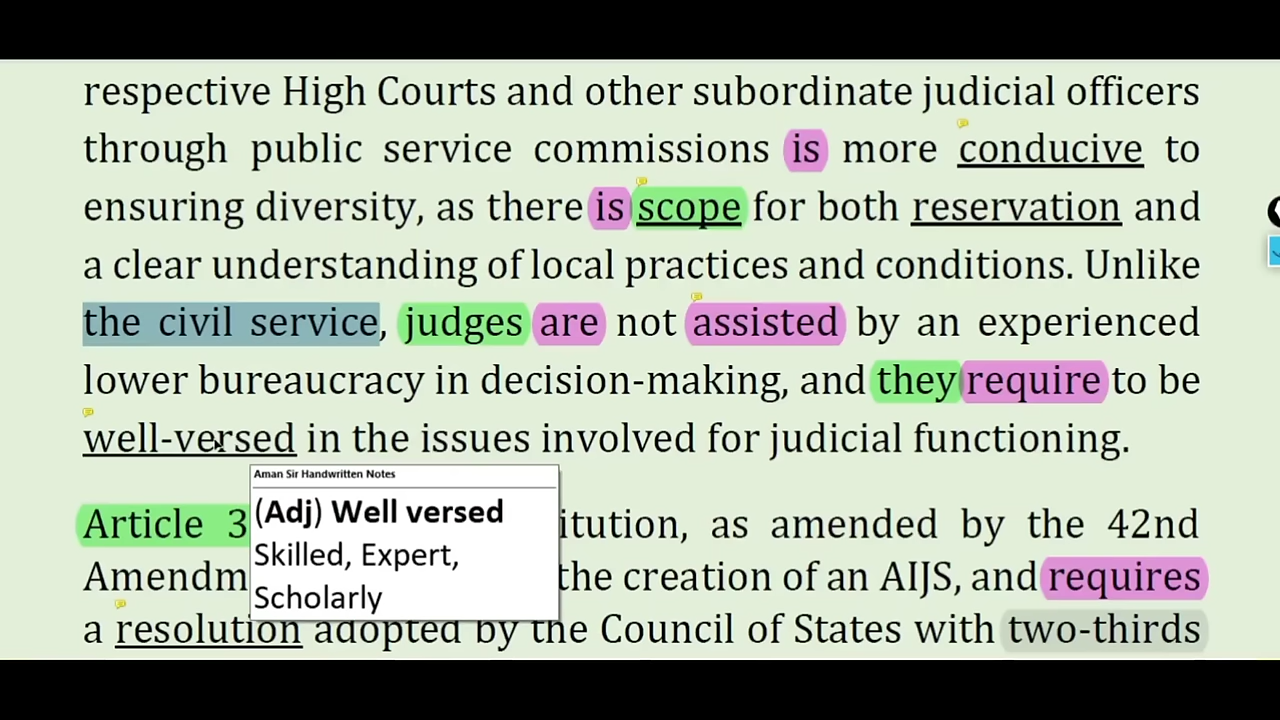 respective High Courts and other subordinate judicial officers
through public service commissions is more conducive to
ensuring diversity, as there is scope for both reservation and
a clear understanding of local practices and conditions. Unlike
the civil service, judges are not assisted by an experienced
lower bureaucracy in decision-making, and they require to be
well-versed in the issues involved for judicial functioning.
Aman Sir Handwritten Notes
(Adj) Well versed
Skilled, Expert,
Scholarly
Article 3 itution, as amended by the 42nd
Amendm the creation of an AIJS, and requires
a resolution adopted by the Council of States with two-thirds